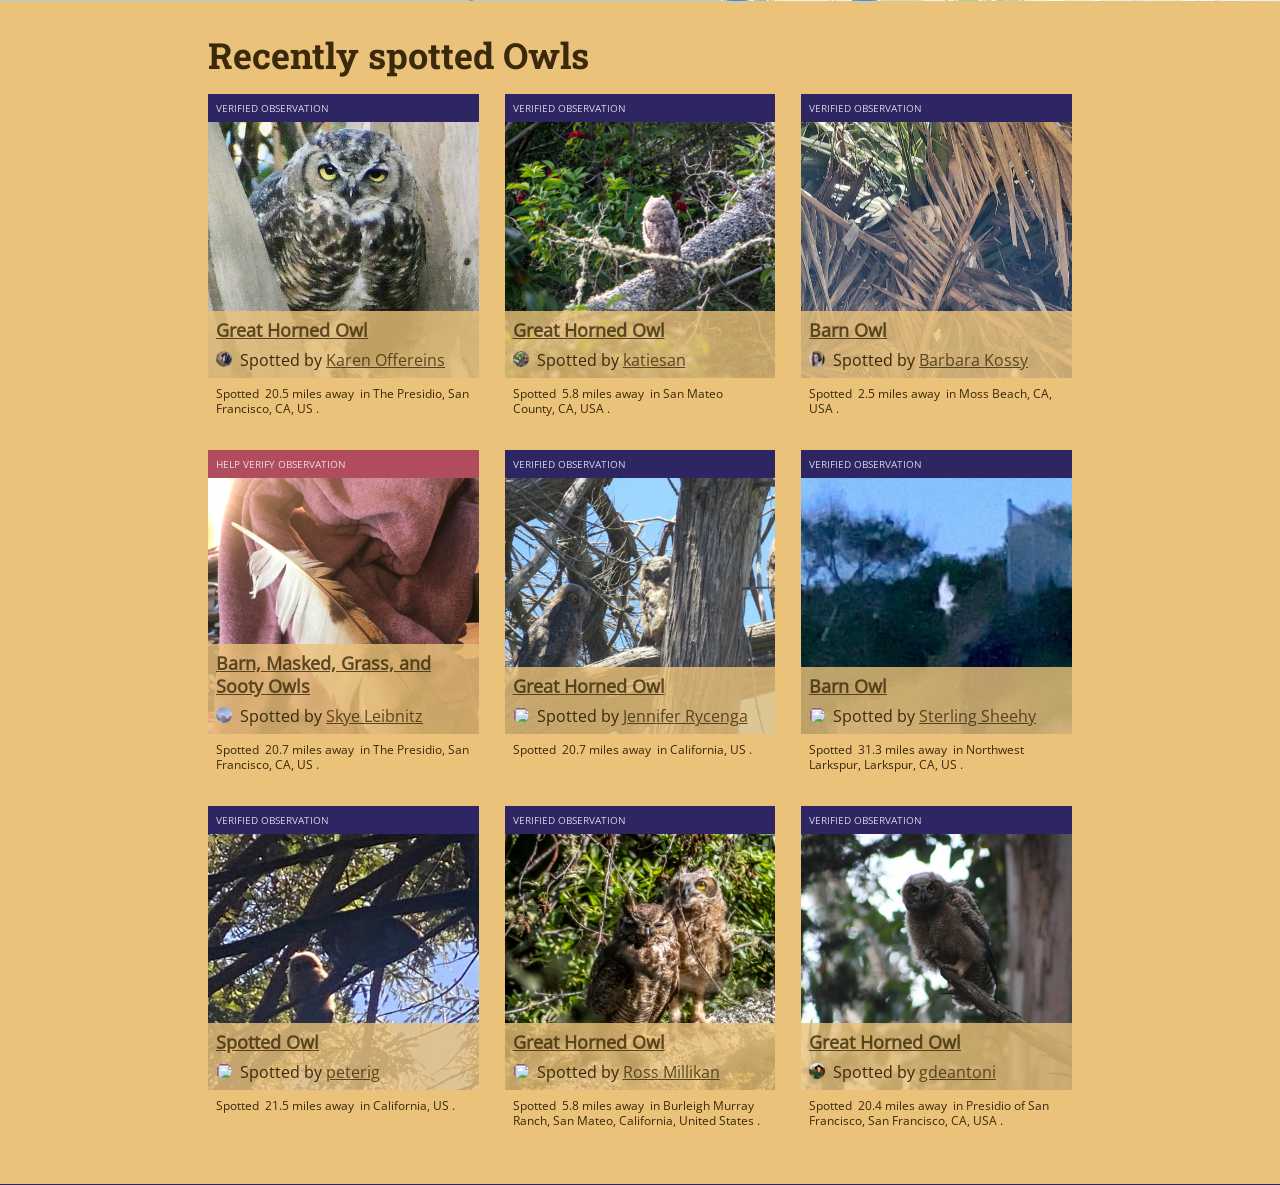 Recently spotted Owls
VERIFIED OBSERVATION
Great Horned Owl
Spotted by Karen Offereins
Spotted 20.5 miles away in The Presidio, San
Francisco, CA, US .
VERIFIED OBSERVATION
Great Horned Owl
Spotted by katiesan
Spotted 5.8 miles away in San Mateo
County, CA, USA .
VERIFIED OBSERVATION
Barn Owl
Spotted by Barbara Kossy
Spotted 2.5 miles away in Moss Beach, CA,
USA .
HELP VERIFY OBSERVATION
Barn, Masked, Grass, and
Sooty Owls
Spotted by Skye Leibnitz
Spotted 20.7 miles away in The Presidio, San
Francisco, CA, US .
VERIFIED OBSERVATION
Great Horned Owl
Spotted by Jennifer Rycenga
Spotted 20.7 miles away in California, US .
VERIFIED OBSERVATION
Barn Owl
Spotted by Sterling Sheehy
Spotted 31.3 miles away in Northwest
Larkspur, Larkspur, CA, US .
VERIFIED OBSERVATION
Spotted Owl
Spotted by peterig
Spotted 21.5 miles away in California, US .
VERIFIED OBSERVATION
Great Horned Owl
Spotted by Ross Millikan
Spotted 5.8 miles away in Burleigh Murray
Ranch, San Mateo, California, United States .
VERIFIED OBSERVATION
Great Horned Owl
Spotted by gdeantoni
Spotted 20.4 miles away in Presidio of San
Francisco, San Francisco, CA, USA .